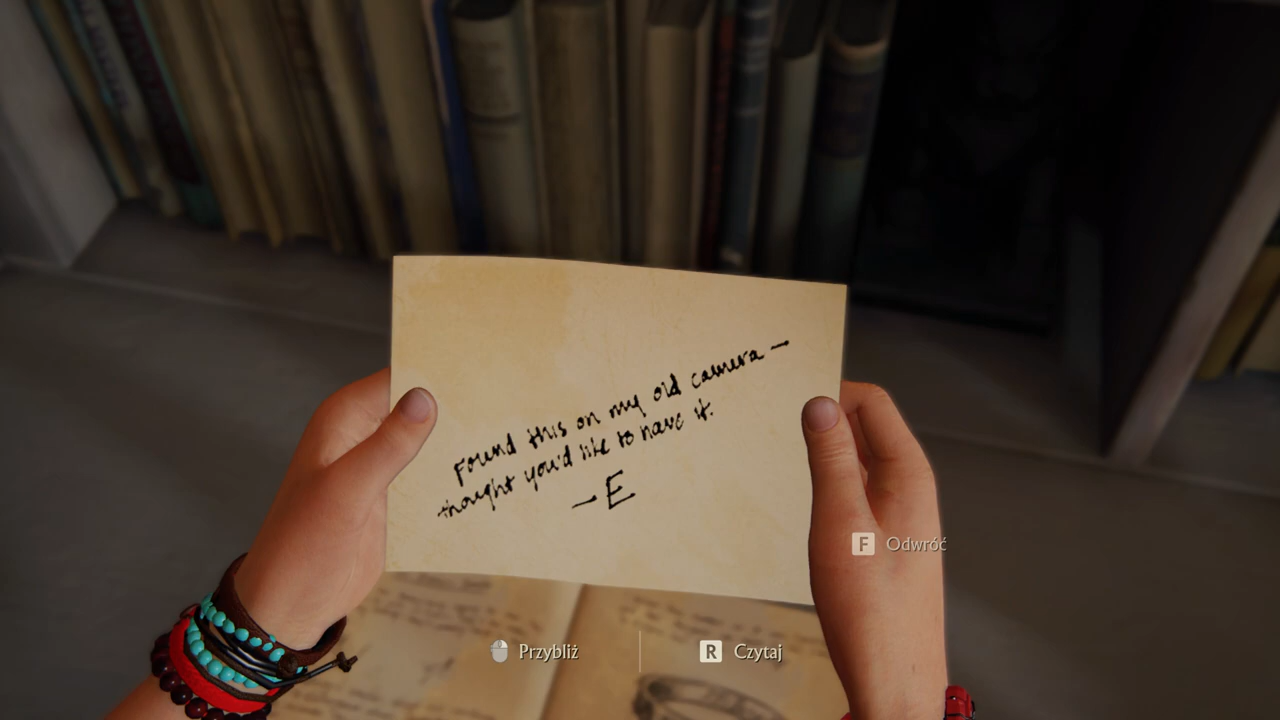 Found this on my old camera –
thought you'd like to have it.
– E
F Odwróć
Przybliż
R Czytaj